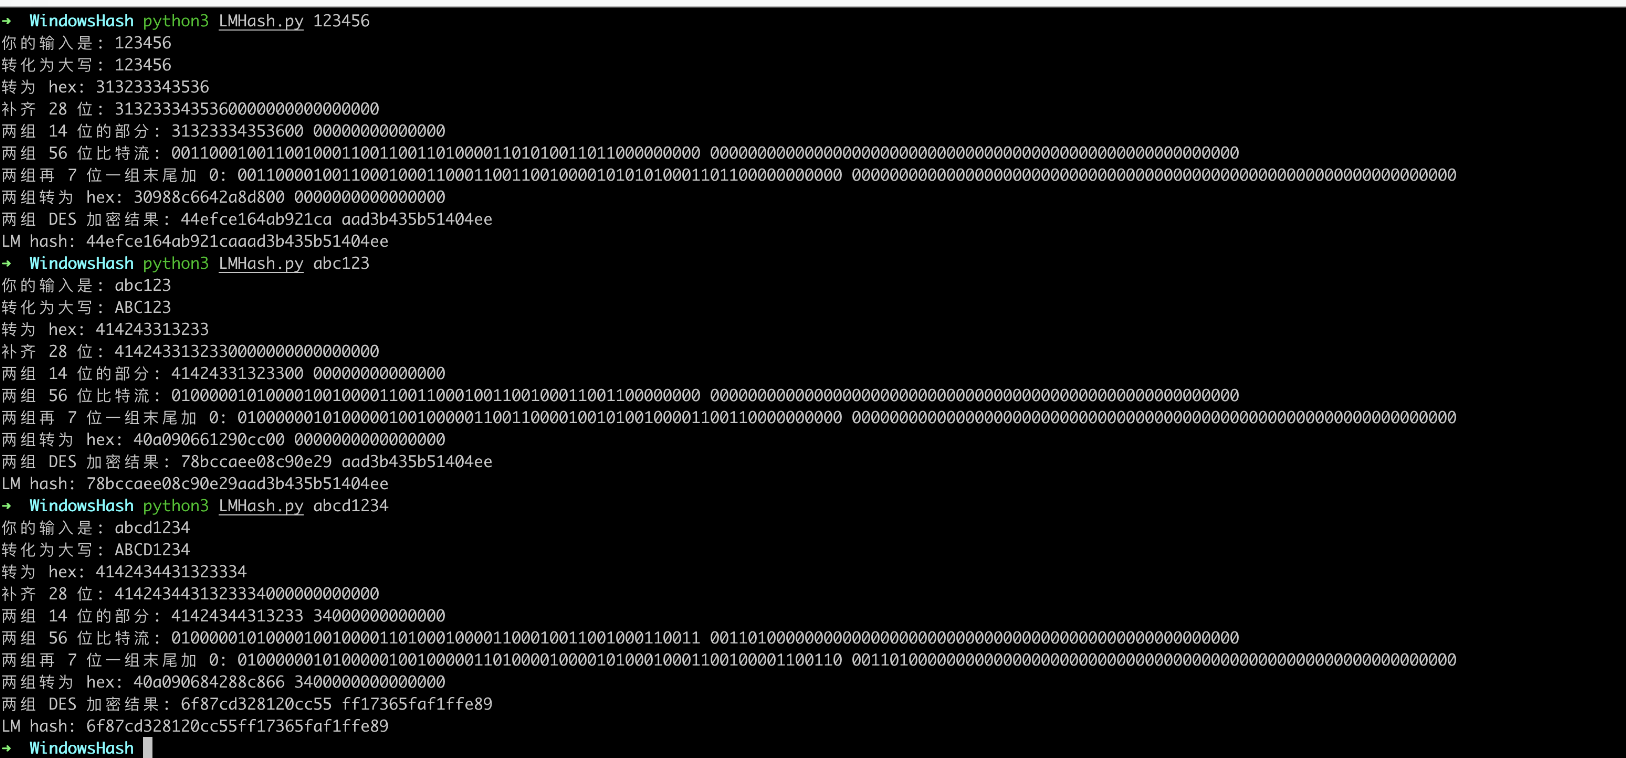 ➜ WindowsHash python3 LMHash.py 123456
你的输入是: 123456
转化为大写: 123456
转为 hex: 313233343536
补齐 28 位: 3132333435360000000000000000
两组 14 位的部分: 31323334353600 00000000000000
两组 56 位比特流: 00110001001100100011001100110100001101010011011000000000 00000000000000000000000000000000000000000000000000000000
两组再 7 位一组末尾加 0: 0011000010011000100011000110011001000010101010001101100000000000 0000000000000000000000000000000000000000000000000000000000000000
两组转为 hex: 30988c6642a8d800 0000000000000000
两组 DES 加密结果: 44efce164ab921ca aad3b435b51404ee
LM hash: 44efce164ab921caaad3b435b51404ee
➜ WindowsHash python3 LMHash.py abc123
你的输入是: abc123
转化为大写: ABC123
转为 hex: 414243313233
补齐 28 位: 4142433132330000000000000000
两组 14 位的部分: 41424331323300 00000000000000
两组 56 位比特流: 01000001010000100100001100110001001100100011001100000000 00000000000000000000000000000000000000000000000000000000
两组再 7 位一组末尾加 0: 0100000010100000100100000110011000010010100100001100110000000000 0000000000000000000000000000000000000000000000000000000000000000
两组转为 hex: 40a090661290cc00 0000000000000000
两组 DES 加密结果: 78bccaee08c90e29 aad3b435b51404ee
LM hash: 78bccaee08c90e29aad3b435b51404ee
➜ WindowsHash python3 LMHash.py abcd1234
你的输入是: abcd1234
转化为大写: ABCD1234
转为 hex: 4142434431323334
补齐 28 位: 4142434431323334000000000000
两组 14 位的部分: 41424344313233 34000000000000
两组 56 位比特流: 01000001010000100100001101000100001100010011001000110011 00110100000000000000000000000000000000000000000000000000
两组再 7 位一组末尾加 0: 0100000010100000100100000110100001000010100010001100100001100110 0011010000000000000000000000000000000000000000000000000000000000
两组转为 hex: 40a090684288c866 3400000000000000
两组 DES 加密结果: 6f87cd328120cc55 ff17365faf1ffe89
LM hash: 6f87cd328120cc55ff17365faf1ffe89
➜ WindowsHash